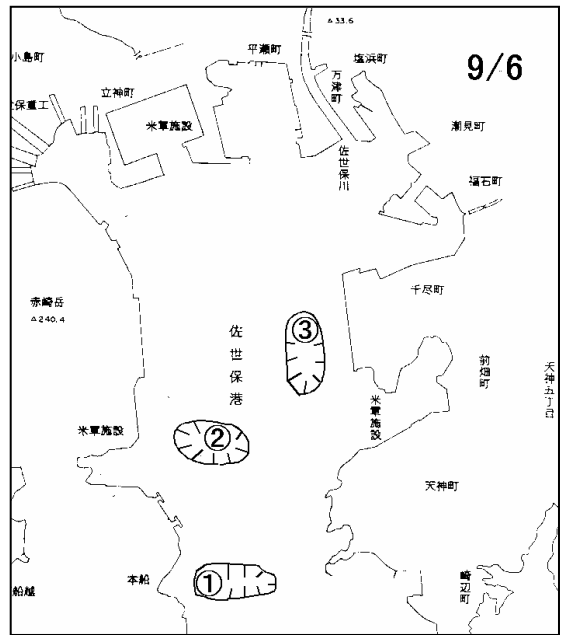 △33.6
平瀬町
塩浜町
9/6
小島町
万津町
立神町
保重工
米軍施設
潮見町
佐世保川
福石町
千尽町
赤崎岳
△240.4
佐世保港
③
前畑町
天神五丁目
米軍施設
米軍施設
②
天神町
本船
①
崎辺町
船越